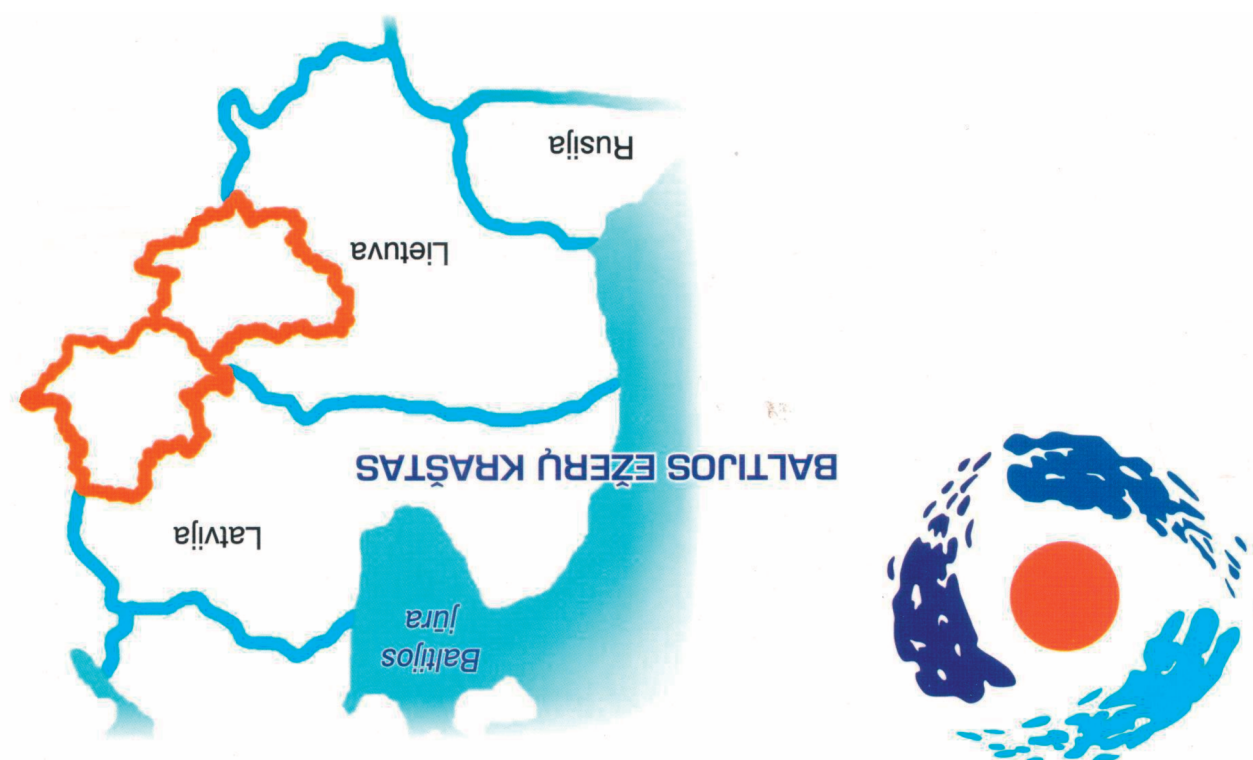 Baltijos
jūra
Latvija
BALTIJOS EŽERŲ KRAŠTAS
Lietuva
Rusija